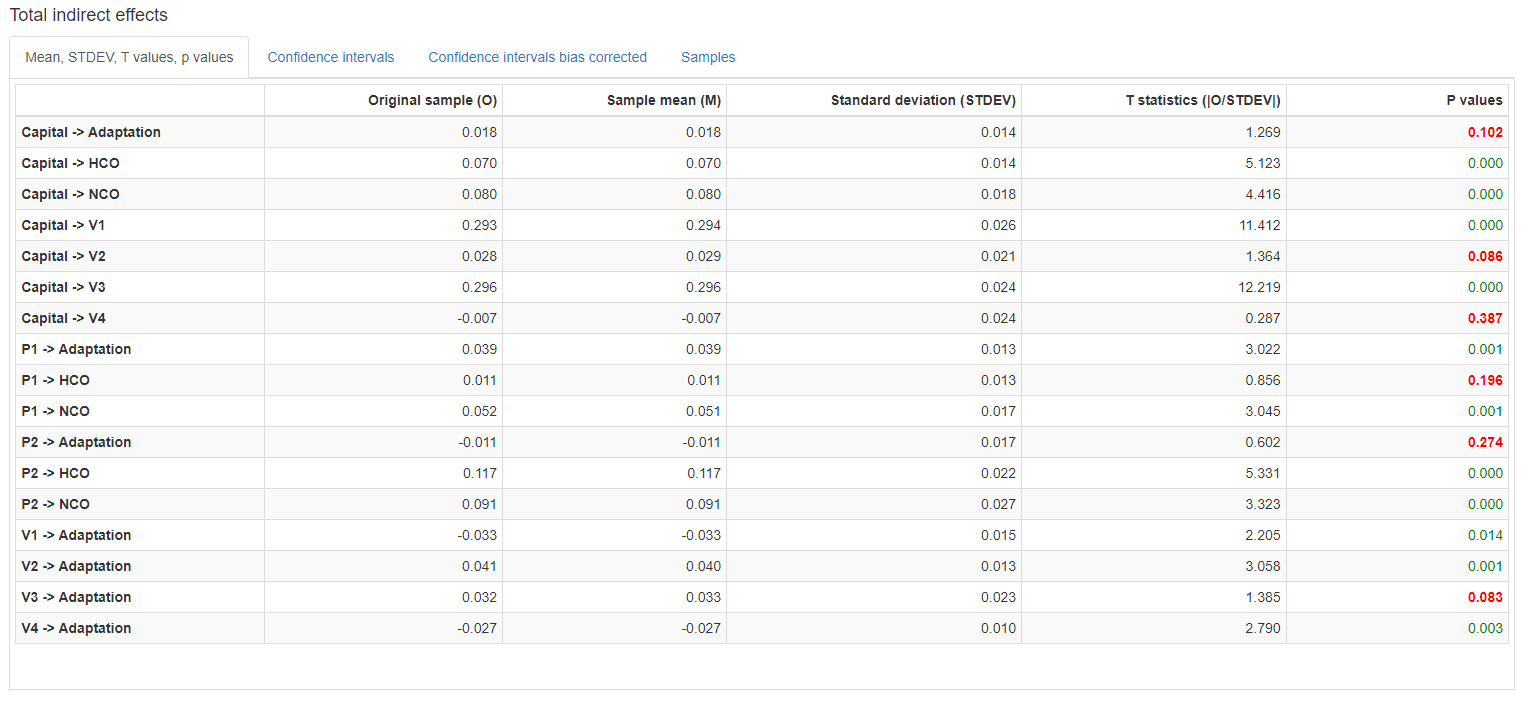 Total indirect effects
Mean, STDEV, T values, p values Confidence intervals Confidence intervals bias corrected Samples
Original sample (O) Sample mean (M) Standard deviation (STDEV) T statistics (|O/STDEV|) P values
Capital -> Adaptation 0.018 0.018 0.014 1.269 0.102
Capital -> HCO 0.070 0.070 0.014 5.123 0.000
Capital -> NCO 0.080 0.080 0.018 4.416 0.000
Capital -> V1 0.293 0.294 0.026 11.412 0.000
Capital -> V2 0.028 0.029 0.021 1.364 0.086
Capital -> V3 0.296 0.296 0.024 12.219 0.000
Capital -> V4 -0.007 -0.007 0.024 0.287 0.387
P1 -> Adaptation 0.039 0.039 0.013 3.022 0.001
P1 -> HCO 0.011 0.011 0.013 0.856 0.196
P1 -> NCO 0.052 0.051 0.017 3.045 0.001
P2 -> Adaptation -0.011 -0.011 0.017 0.602 0.274
P2 -> HCO 0.117 0.117 0.022 5.331 0.000
P2 -> NCO 0.091 0.091 0.027 3.323 0.000
V1 -> Adaptation -0.033 -0.033 0.015 2.205 0.014
V2 -> Adaptation 0.041 0.040 0.013 3.058 0.001
V3 -> Adaptation 0.032 0.033 0.023 1.385 0.083
V4 -> Adaptation -0.027 -0.027 0.010 2.790 0.003